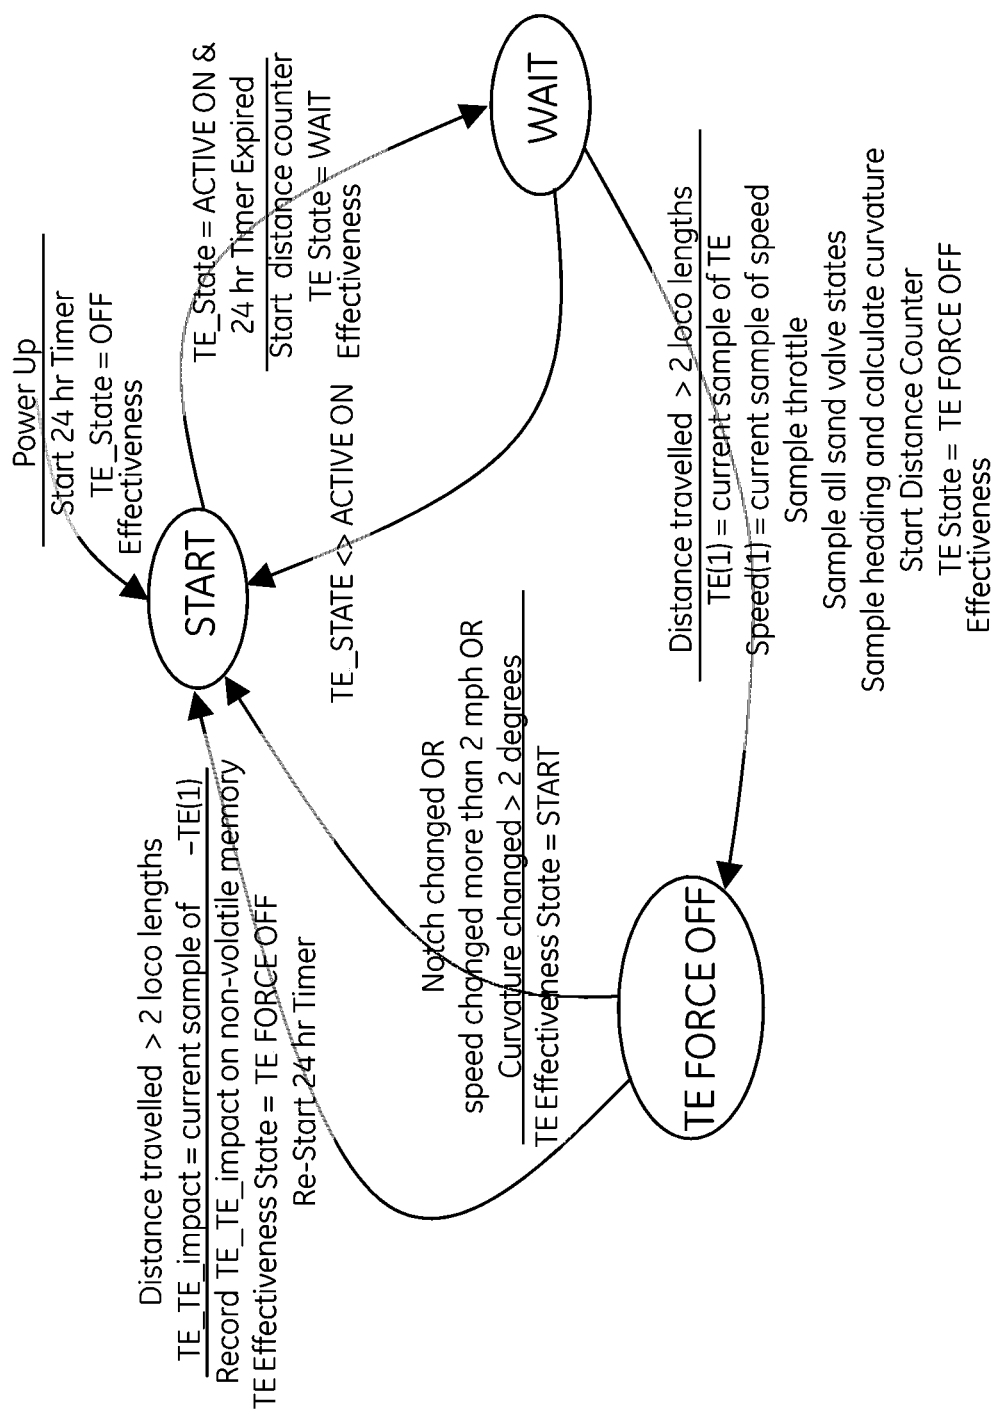 Power Up
Start 24 hr Timer
TE_State = OFF
Effectiveness
START
TE_State = ACTIVE ON &
24 hr Timer Expired
Start distance counter
TE State = WAIT
Effectiveness
WAIT
TE_STATE <> ACTIVE ON
Distance travelled > 2 loco lengths
TE(1) = current sample of TE
Speed(1) = current sample of speed
Sample throttle
Sample all sand valve states
Sample heading and calculate curvature
Start Distance Counter
TE State = TE FORCE OFF
Effectiveness
TE FORCE OFF
Notch changed OR
speed changed more than 2 mph OR
Curvature changed > 2 degrees
TE Effectiveness State = START
Distance travelled > 2 loco lengths
TE_TE_impact = current sample of –TE(1)
Record TE_TE_impact on non-volatile memory
TE Effectiveness State = TE FORCE OFF
Re-Start 24 hr Timer